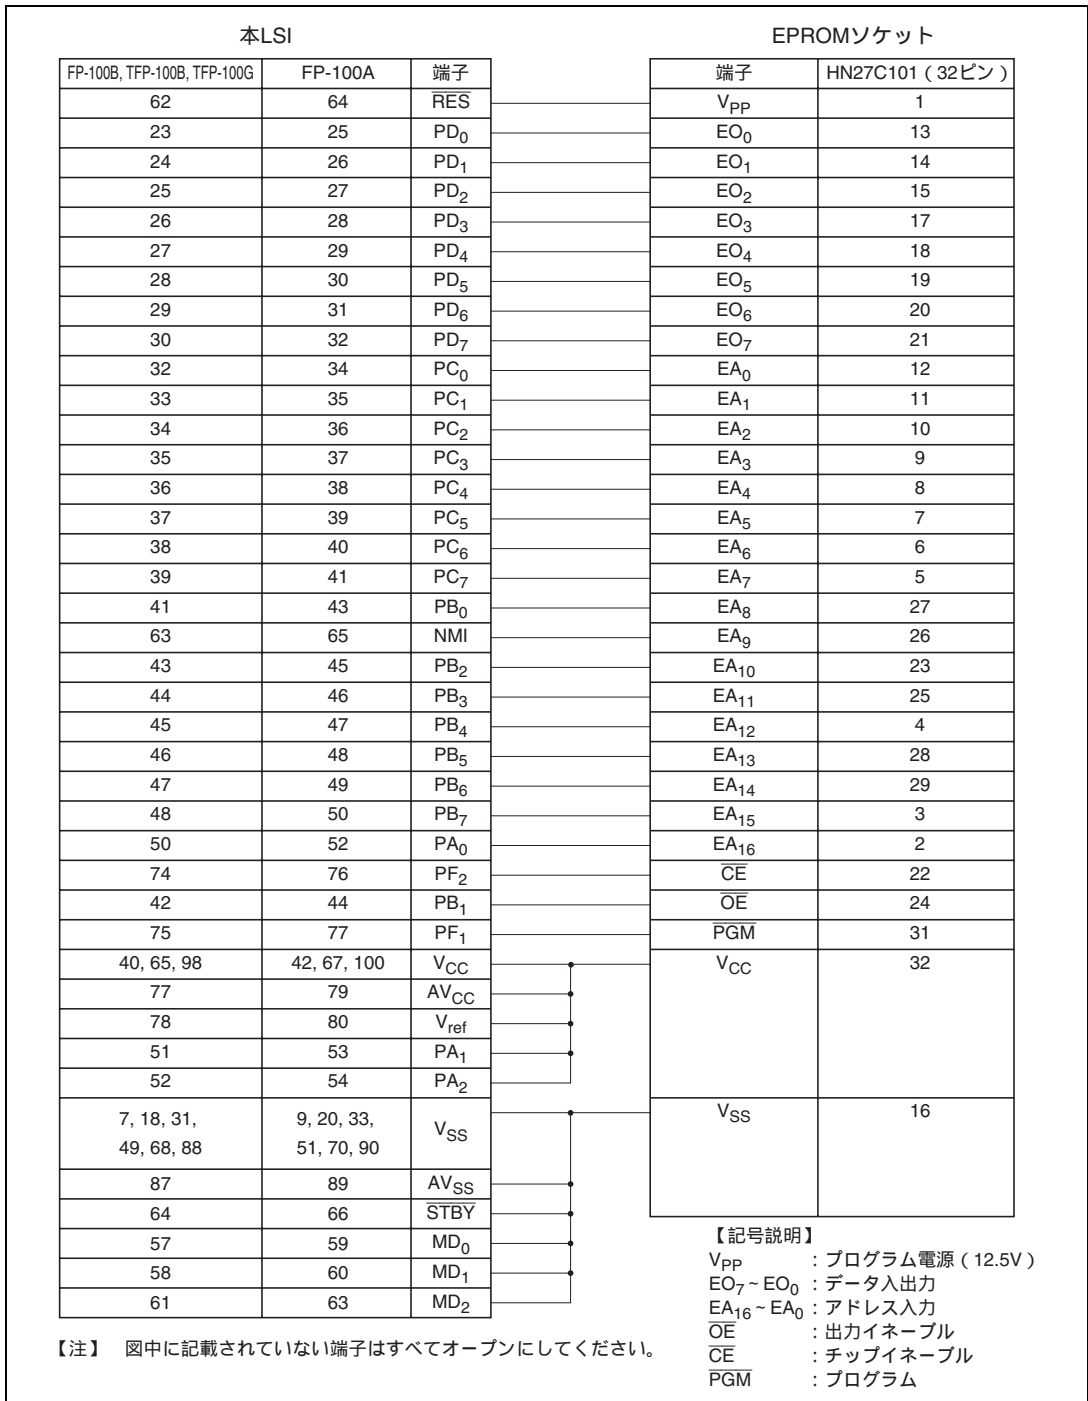 本LSI EPROMソケット
FP-100B, TFP-100B, TFP-100G FP-100A 端子 端子 HN27C101（32ピン）
62 64 R̅E̅S̅ VPP 1
23 25 PD0 EO0 13
24 26 PD1 EO1 14
25 27 PD2 EO2 15
26 28 PD3 EO3 17
27 29 PD4 EO4 18
28 30 PD5 EO5 19
29 31 PD6 EO6 20
30 32 PD7 EO7 21
32 34 PC0 EA0 12
33 35 PC1 EA1 11
34 36 PC2 EA2 10
35 37 PC3 EA3 9
36 38 PC4 EA4 8
37 39 PC5 EA5 7
38 40 PC6 EA6 6
39 41 PC7 EA7 5
41 43 PB0 EA8 27
63 65 NMI EA9 26
43 45 PB2 EA10 23
44 46 PB3 EA11 25
45 47 PB4 EA12 4
46 48 PB5 EA13 28
47 49 PB6 EA14 29
48 50 PB7 EA15 3
50 52 PA0 EA16 2
74 76 PF2 C̅E̅ 22
42 44 PB1 O̅E̅ 24
75 77 PF1 P̅G̅M̅ 31
40, 65, 98 42, 67, 100 VCC VCC 32
77 79 AVCC
78 80 Vref
51 53 PA1
52 54 PA2
7, 18, 31, 9, 20, 33, VSS VSS 16
49, 68, 88 51, 70, 90
87 89 AVSS
64 66 S̅T̅B̅Y̅
57 59 MD0
58 60 MD1
61 63 MD2
【記号説明】
VPP ：プログラム電源（12.5V）
EO7～EO0 ：データ入出力
EA16～EA0 ：アドレス入力
O̅E̅ ：出力イネーブル
C̅E̅ ：チップイネーブル
P̅G̅M̅ ：プログラム
【注】 図中に記載されていない端子はすべてオープンにしてください。